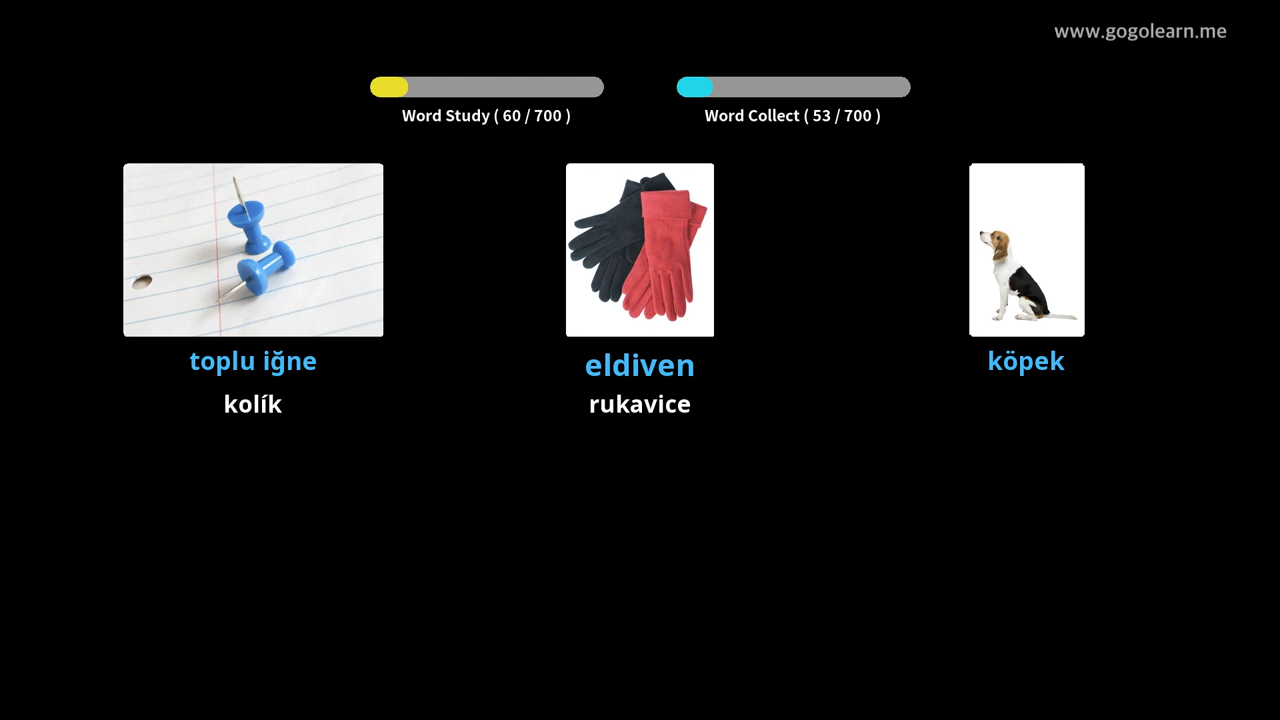 www.gogolearn.me
Word Study ( 60 / 700 )
Word Collect ( 53 / 700 )
toplu iğne
eldiven
köpek
kolík
rukavice